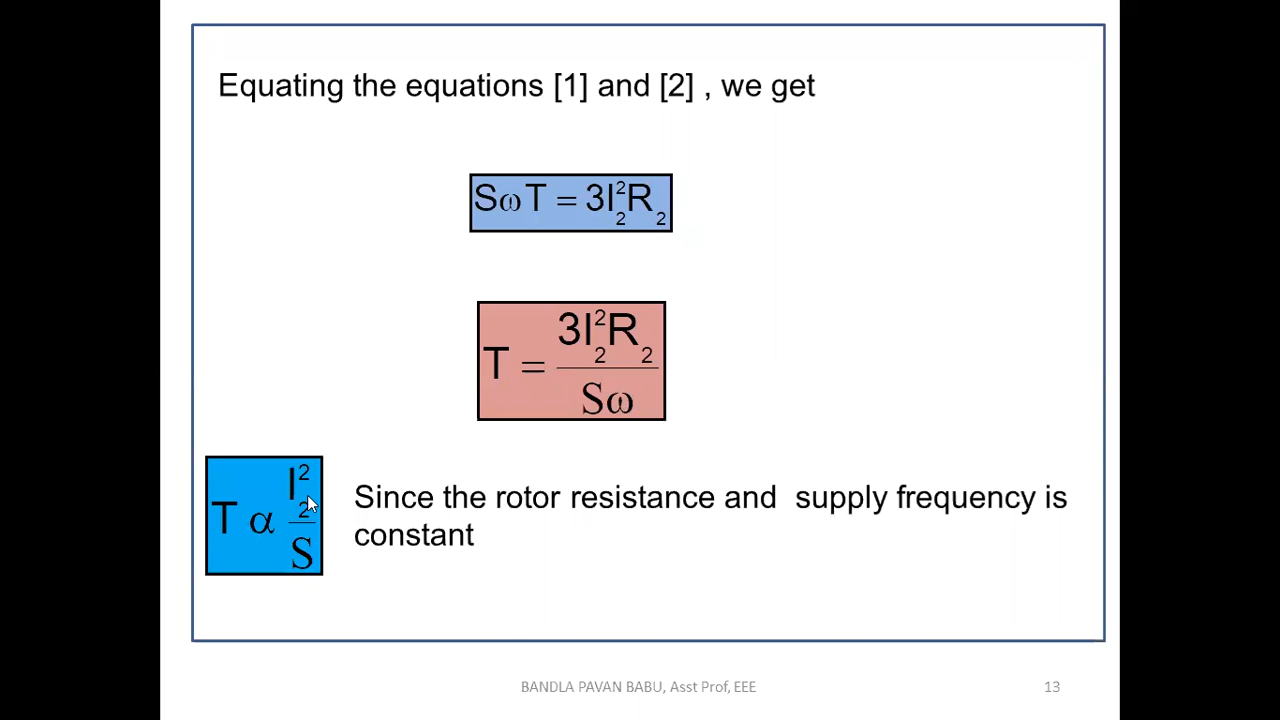 Equating the equations [1] and [2] , we get
SωT = 3I₂²R₂
T = 3I₂²R₂ / Sω
T α I₂² / S
Since the rotor resistance and supply frequency is
constant
BANDLA PAVAN BABU, Asst Prof, EEE
13